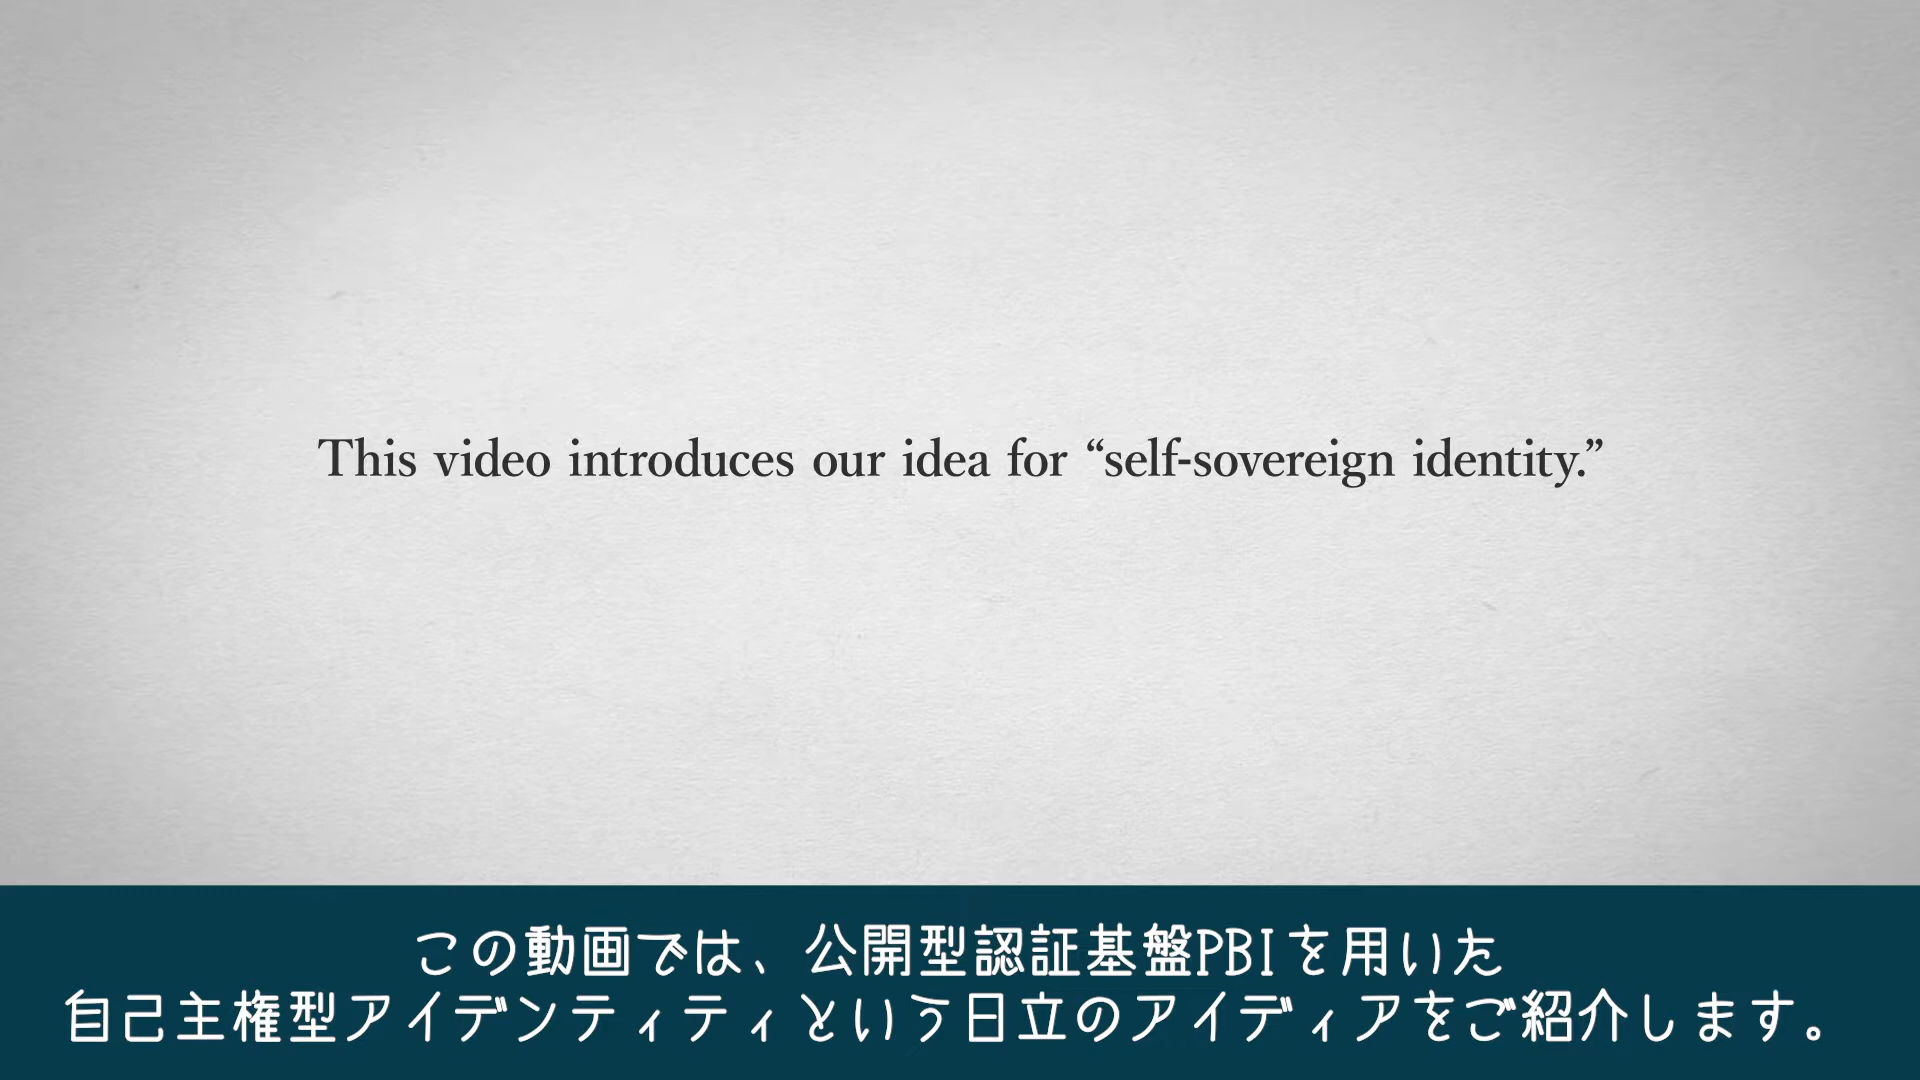 This video introduces our idea for “self-sovereign identity.”
この動画では、公開型認証基盤PBIを用いた
自己主権型アイデンティティという日立のアイディアをご紹介します。